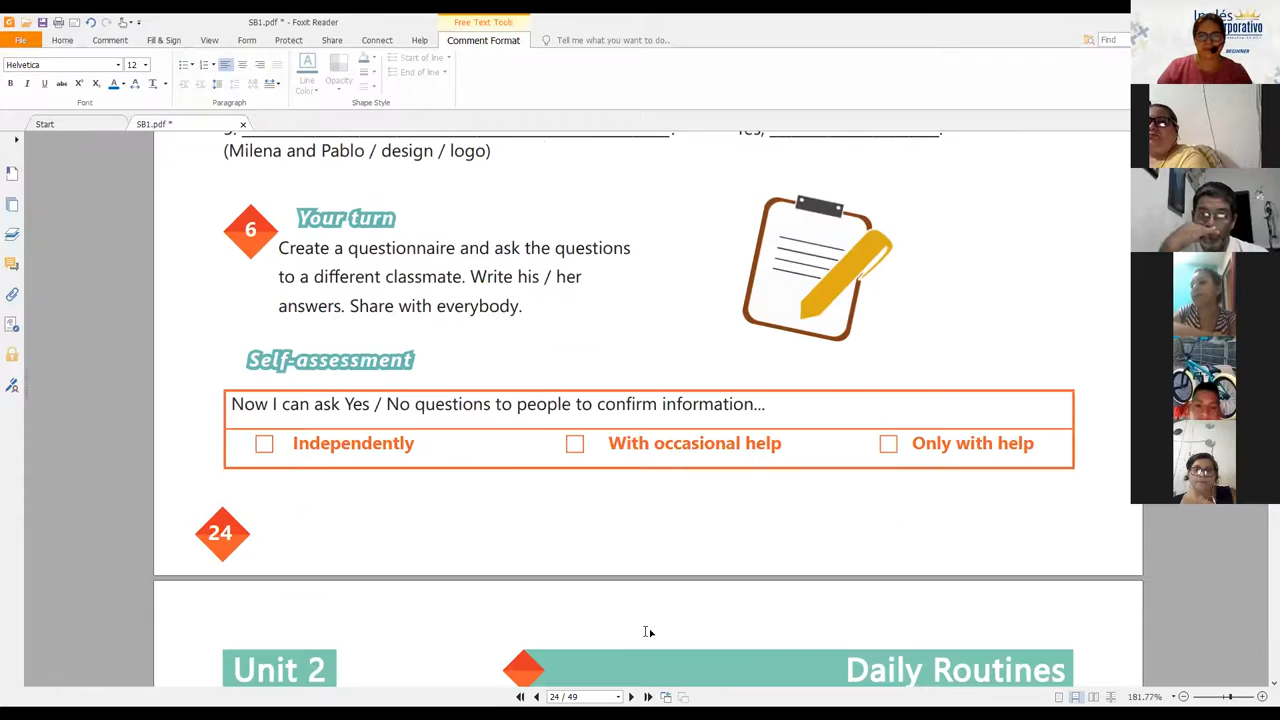 SB1.pdf * - Foxit Reader
Free Text Tools
File
Home
Comment
Fill & Sign
View
Form
Protect
Share
Connect
Help
Comment Format
Tell me what you want to do..
Find
Helvetica
12
Line
Color
Opacity
Start of line
End of line
Font
Paragraph
Shape Style
Start
SB1.pdf *
(Milena and Pablo / design / logo)
6
Your turn
Create a questionnaire and ask the questions
to a different classmate. Write his / her
answers. Share with everybody.
Self-assessment
Now I can ask Yes / No questions to people to confirm information...
Independently
With occasional help
Only with help
24
Unit 2
Daily Routines
24 / 49
181.77%
BEGINNER